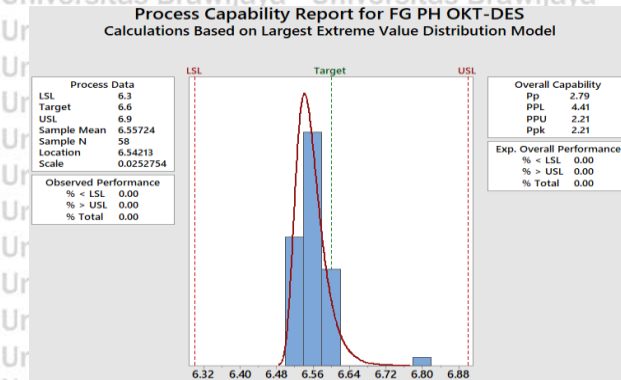 Universitas Brawijaya Universitas Brawijaya
Process Capability Report for FG PH OKT-DES
Calculations Based on Largest Extreme Value Distribution Model
LSL Target USL
Process Data
LSL 6.3
Target 6.6
USL 6.9
Sample Mean 6.55724
Sample N 58
Location 6.54213
Scale 0.0252754
Observed Performance
% < LSL 0.00
% > USL 0.00
% Total 0.00
Overall Capability
Pp 2.79
PPL 4.41
PPU 2.21
Ppk 2.21
Exp. Overall Performance
% < LSL 0.00
% > USL 0.00
% Total 0.00
6.32 6.40 6.48 6.56 6.64 6.72 6.80 6.88